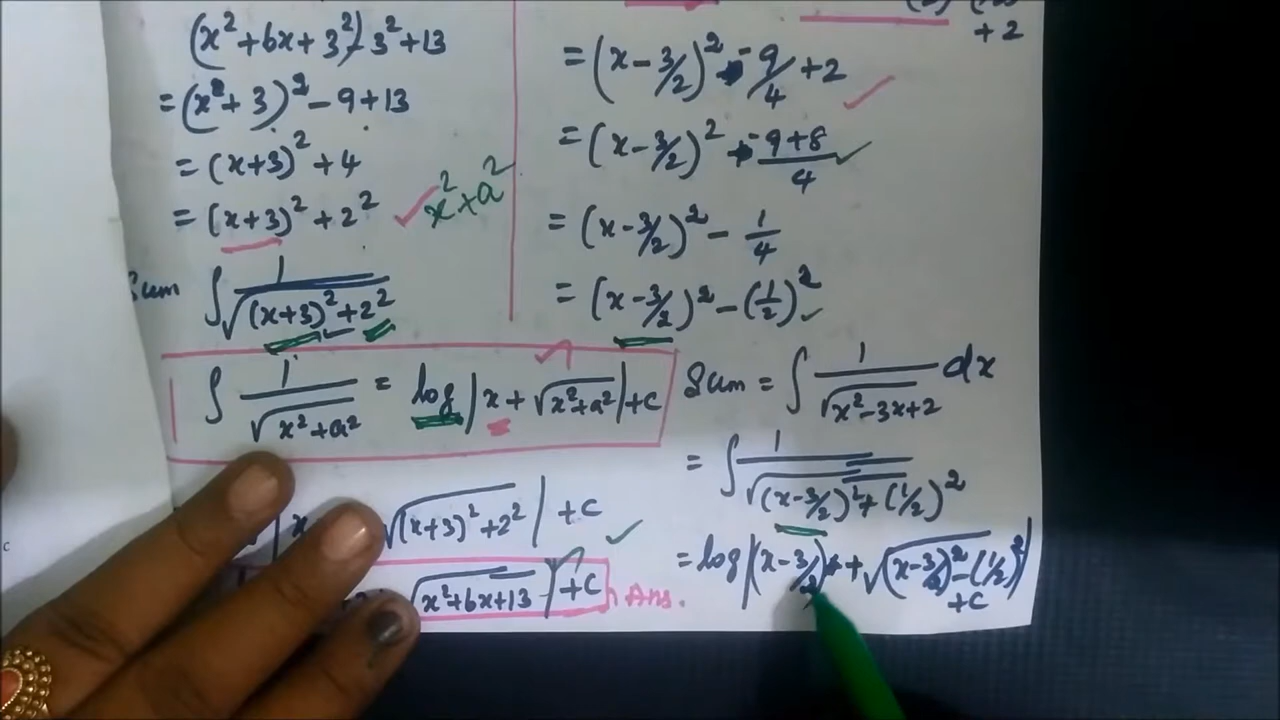 (x²+6x+3²)-3²+13
=(x²+3)²-9+13
=(x+3)²+4
=(x+3)²+2²
x²+a²
Sum ∫ 1/√((x+3)²+2²)
∫ 1/√(x²+a²) = log|x+√(x²+a²)|+C
√((x+3)²+2²)|+C
√(x²+6x+13)|+C Ans.
+2
=(x-3/2)²-9/4+2
=(x-3/2)²-9+8/4
=(x-3/2)²-1/4
=(x-3/2)²-(1/2)²
Sum = ∫ 1/√(x²-3x+2) dx
=∫ 1/√((x-3/2)²+(1/2)²)
=log|(x-3/2)+√((x-3/2)²-(1/2)²)|
+C